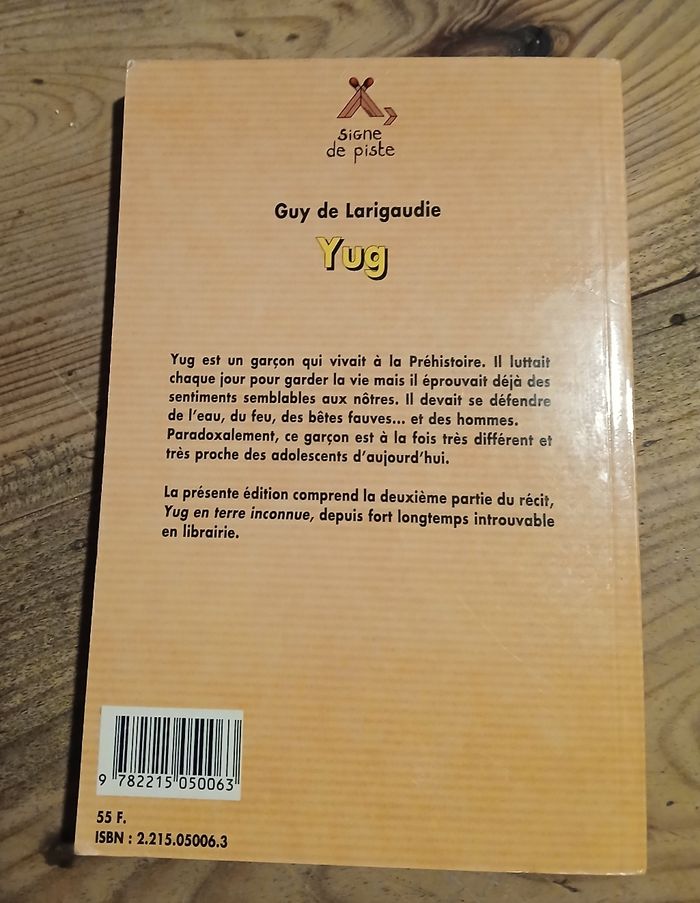 SIGNE
de piste
Guy de Larigaudie
Yug
Yug est un garçon qui vivait à la Préhistoire. Il luttait
chaque jour pour garder la vie mais il éprouvait déjà des
sentiments semblables aux nôtres. Il devait se défendre
de l'eau, du feu, des bêtes fauves... et des hommes.
Paradoxalement, ce garçon est à la fois très différent et
très proche des adolescents d'aujourd'hui.
La présente édition comprend la deuxième partie du récit,
Yug en terre inconnue, depuis fort longtemps introuvable
en librairie.
9 782215 050063
55 F.
ISBN : 2.215.05006.3